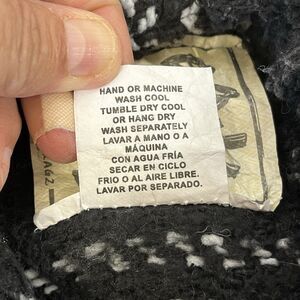 HAND OR MACHINE
WASH COOL
TUMBLE DRY COOL
OR HANG DRY
WASH SEPARATELY
LAVAR A MANO O A
MÁQUINA
CON AGUA FRÍA
SECAR EN CICLO
FRIO O AL AIRE LIBRE.
LAVAR POR SEPARADO.